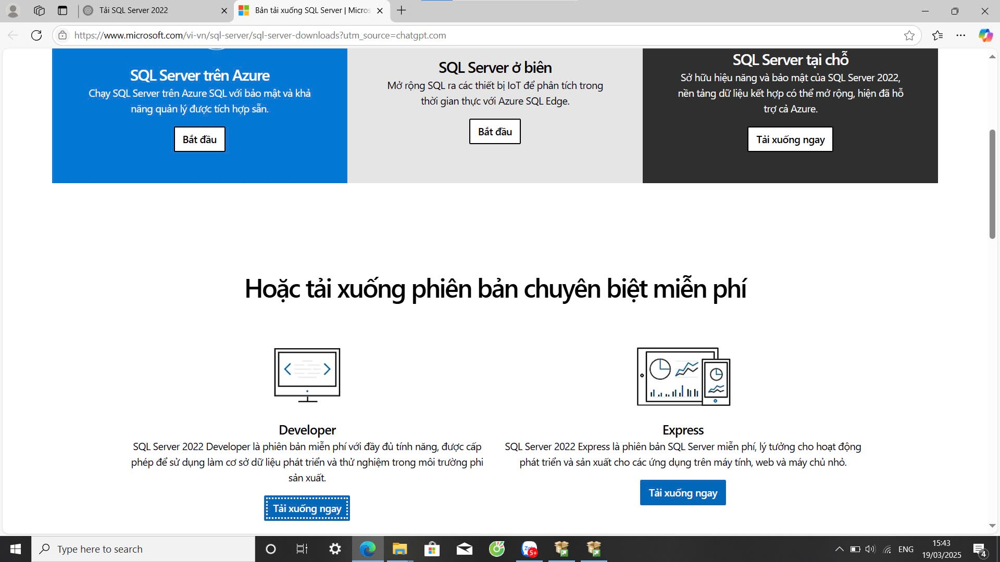 Tải SQL Server 2022
Bản tải xuống SQL Server | Micros
https://www.microsoft.com/vi-vn/sql-server/sql-server-downloads?utm_source=chatgpt.com
SQL Server trên Azure
Chạy SQL Server trên Azure SQL với bảo mật và khả
năng quản lý được tích hợp sẵn.
Bắt đầu
SQL Server ở biên
Mở rộng SQL ra các thiết bị IoT để phân tích trong
thời gian thực với Azure SQL Edge.
Bắt đầu
SQL Server tại chỗ
Sở hữu hiệu năng và bảo mật của SQL Server 2022,
nền tảng dữ liệu kết hợp có thể mở rộng, hiện đã hỗ
trợ cả Azure.
Tải xuống ngay
Hoặc tải xuống phiên bản chuyên biệt miễn phí
Developer
SQL Server 2022 Developer là phiên bản miễn phí với đầy đủ tính năng, được cấp
phép để sử dụng làm cơ sở dữ liệu phát triển và thử nghiệm trong môi trường phi
sản xuất.
Tải xuống ngay
Express
SQL Server 2022 Express là phiên bản SQL Server miễn phí, lý tưởng cho hoạt động
phát triển và sản xuất cho các ứng dụng trên máy tính, web và máy chủ nhỏ.
Tải xuống ngay
Type here to search
5+
ENG
15:43
19/03/2025
4